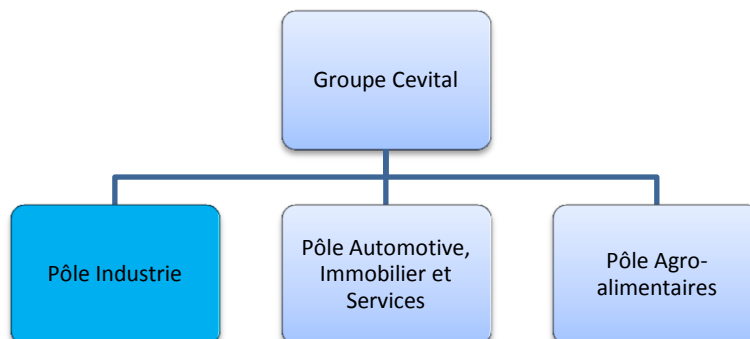 Groupe Cevital
Pôle Industrie
Pôle Automotive,
Immobilier et
Services
Pôle Agro-
alimentaires